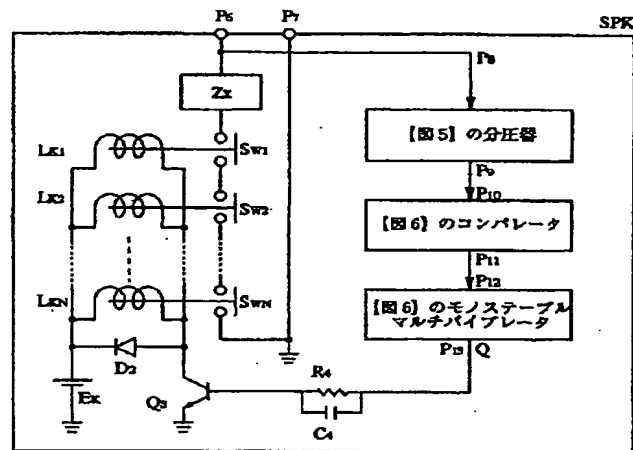 P6
P7
SPK
P8
Zx
LK1
SW1
【図5】の分圧器
P9
LK2
SW2
P10
【図6】のコンパレータ
P11
P12
LKN
SWN
【図6】のモノステーブル
マルチバイブレータ
P13
Q
D2
R4
EK
Q3
C4